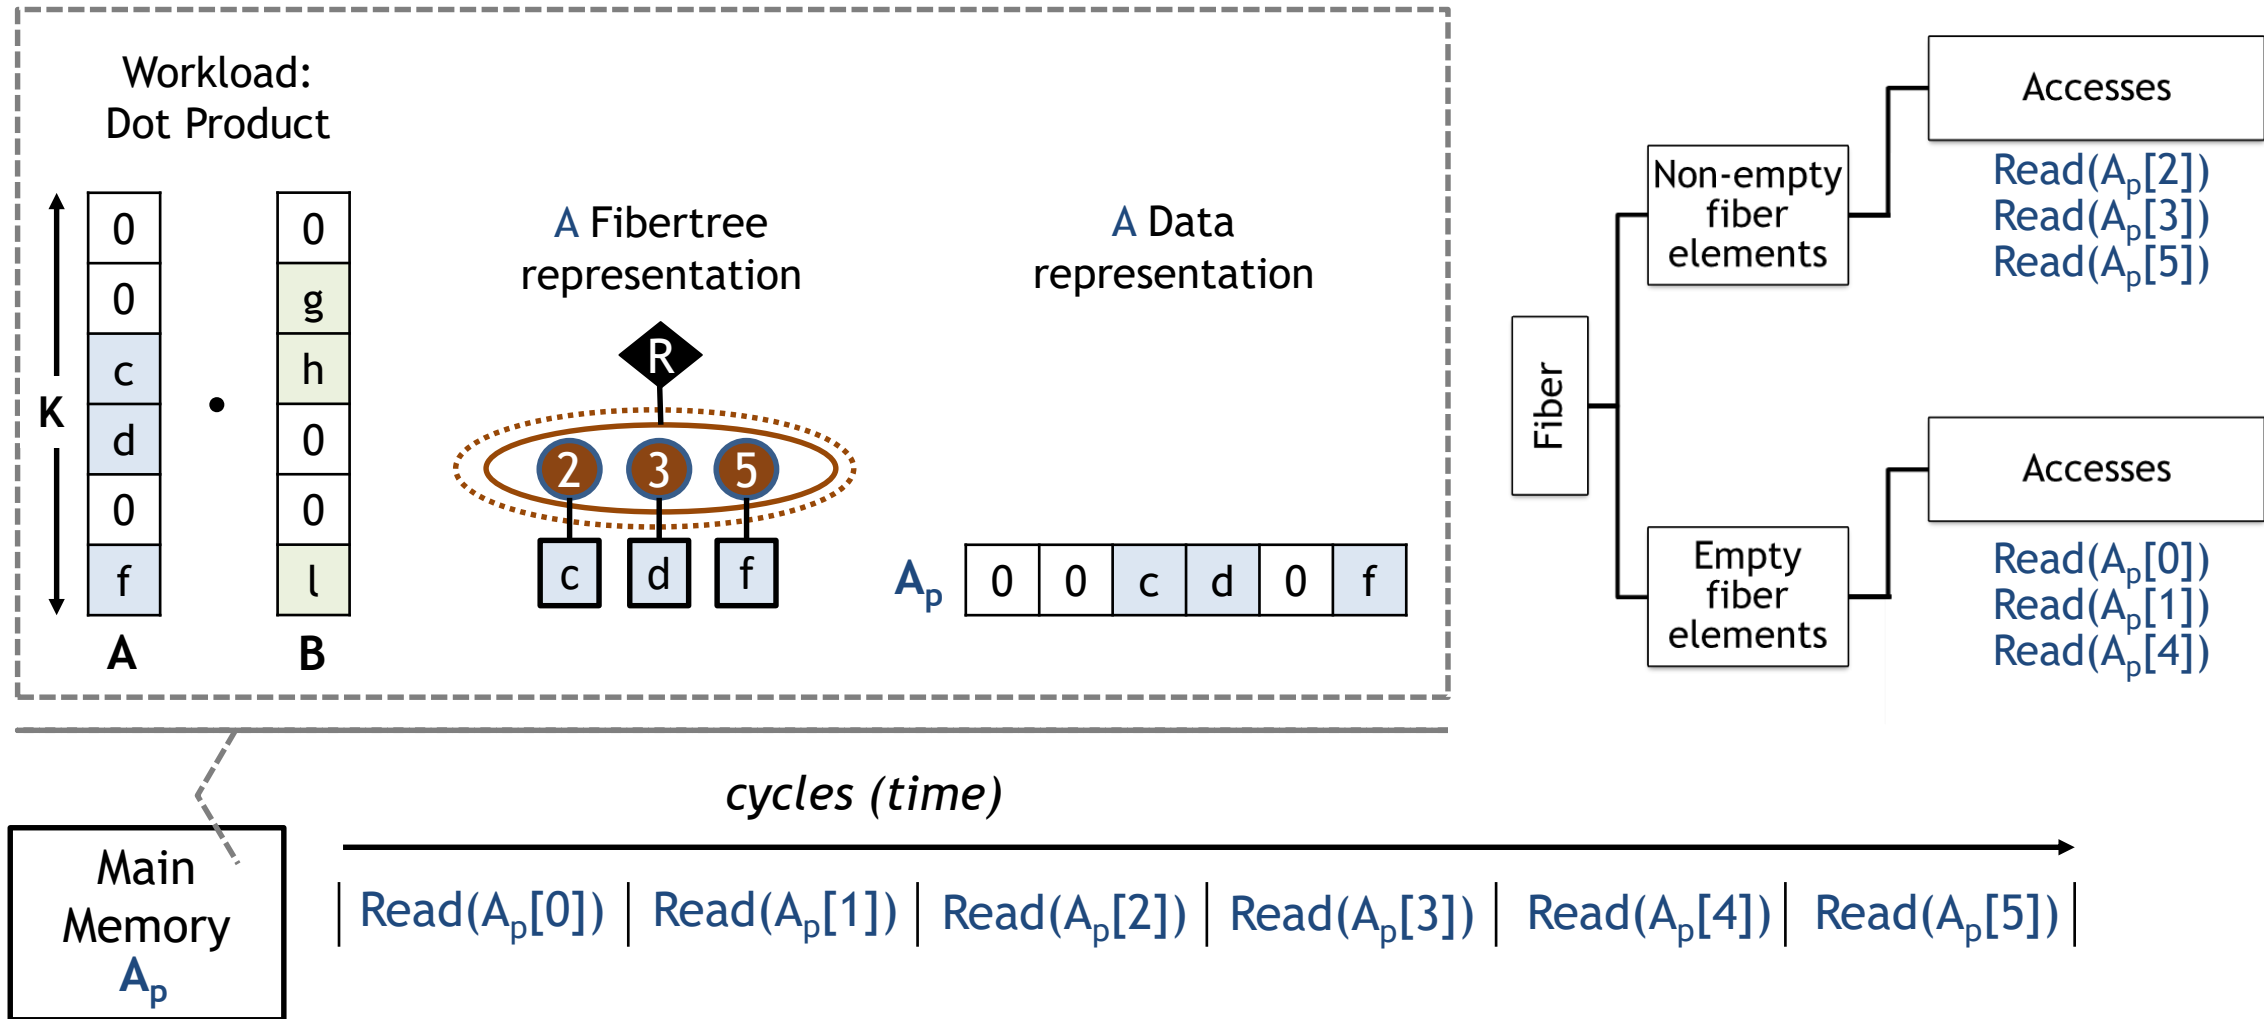 Workload:
Dot Product
K
0
0
c
d
0
f
A
•
0
g
h
0
0
l
B
A Fibertree
representation
R
2 3 5
c d f
A Data
representation
Ap 0 0 c d 0 f
Fiber
Non-empty
fiber
elements
Accesses
Read(Ap[2])
Read(Ap[3])
Read(Ap[5])
Empty
fiber
elements
Accesses
Read(Ap[0])
Read(Ap[1])
Read(Ap[4])
cycles (time)
Main
Memory
Ap
Read(Ap[0]) Read(Ap[1]) Read(Ap[2]) Read(Ap[3]) Read(Ap[4]) Read(Ap[5])